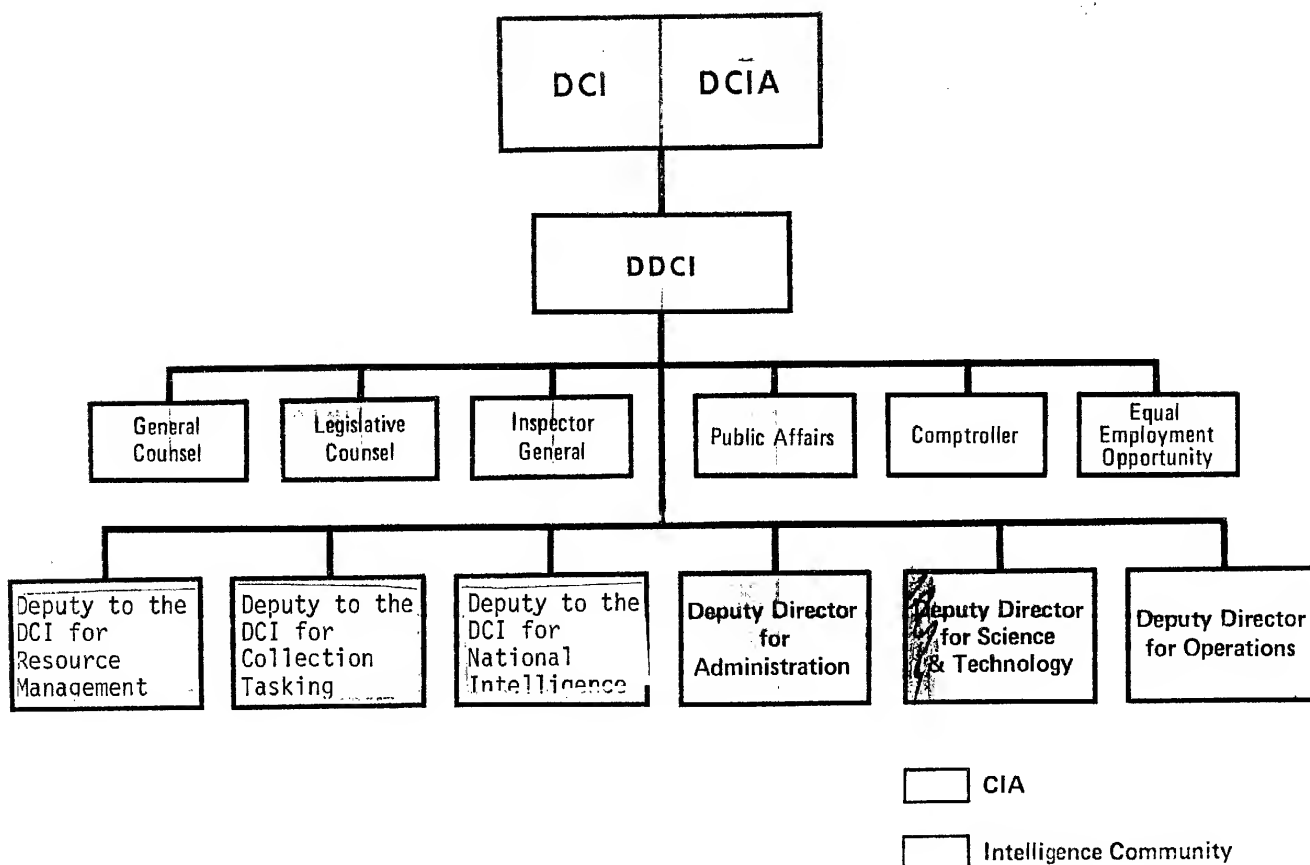 DCI
DCIA
DDCI
General
Counsel
Legislative
Counsel
Inspector
General
Public Affairs
Comptroller
Equal
Employment
Opportunity
Deputy to the
DCI for
Resource
Management
Deputy to the
DCI for
Collection
Tasking
Deputy to the
DCI for
National
Intelligence
Deputy Director
for
Administration
Deputy Director
for Science
& Technology
Deputy Director
for Operations
CIA
Intelligence Community